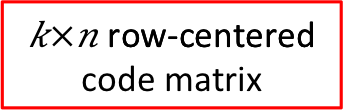 k×n row-centered
code matrix